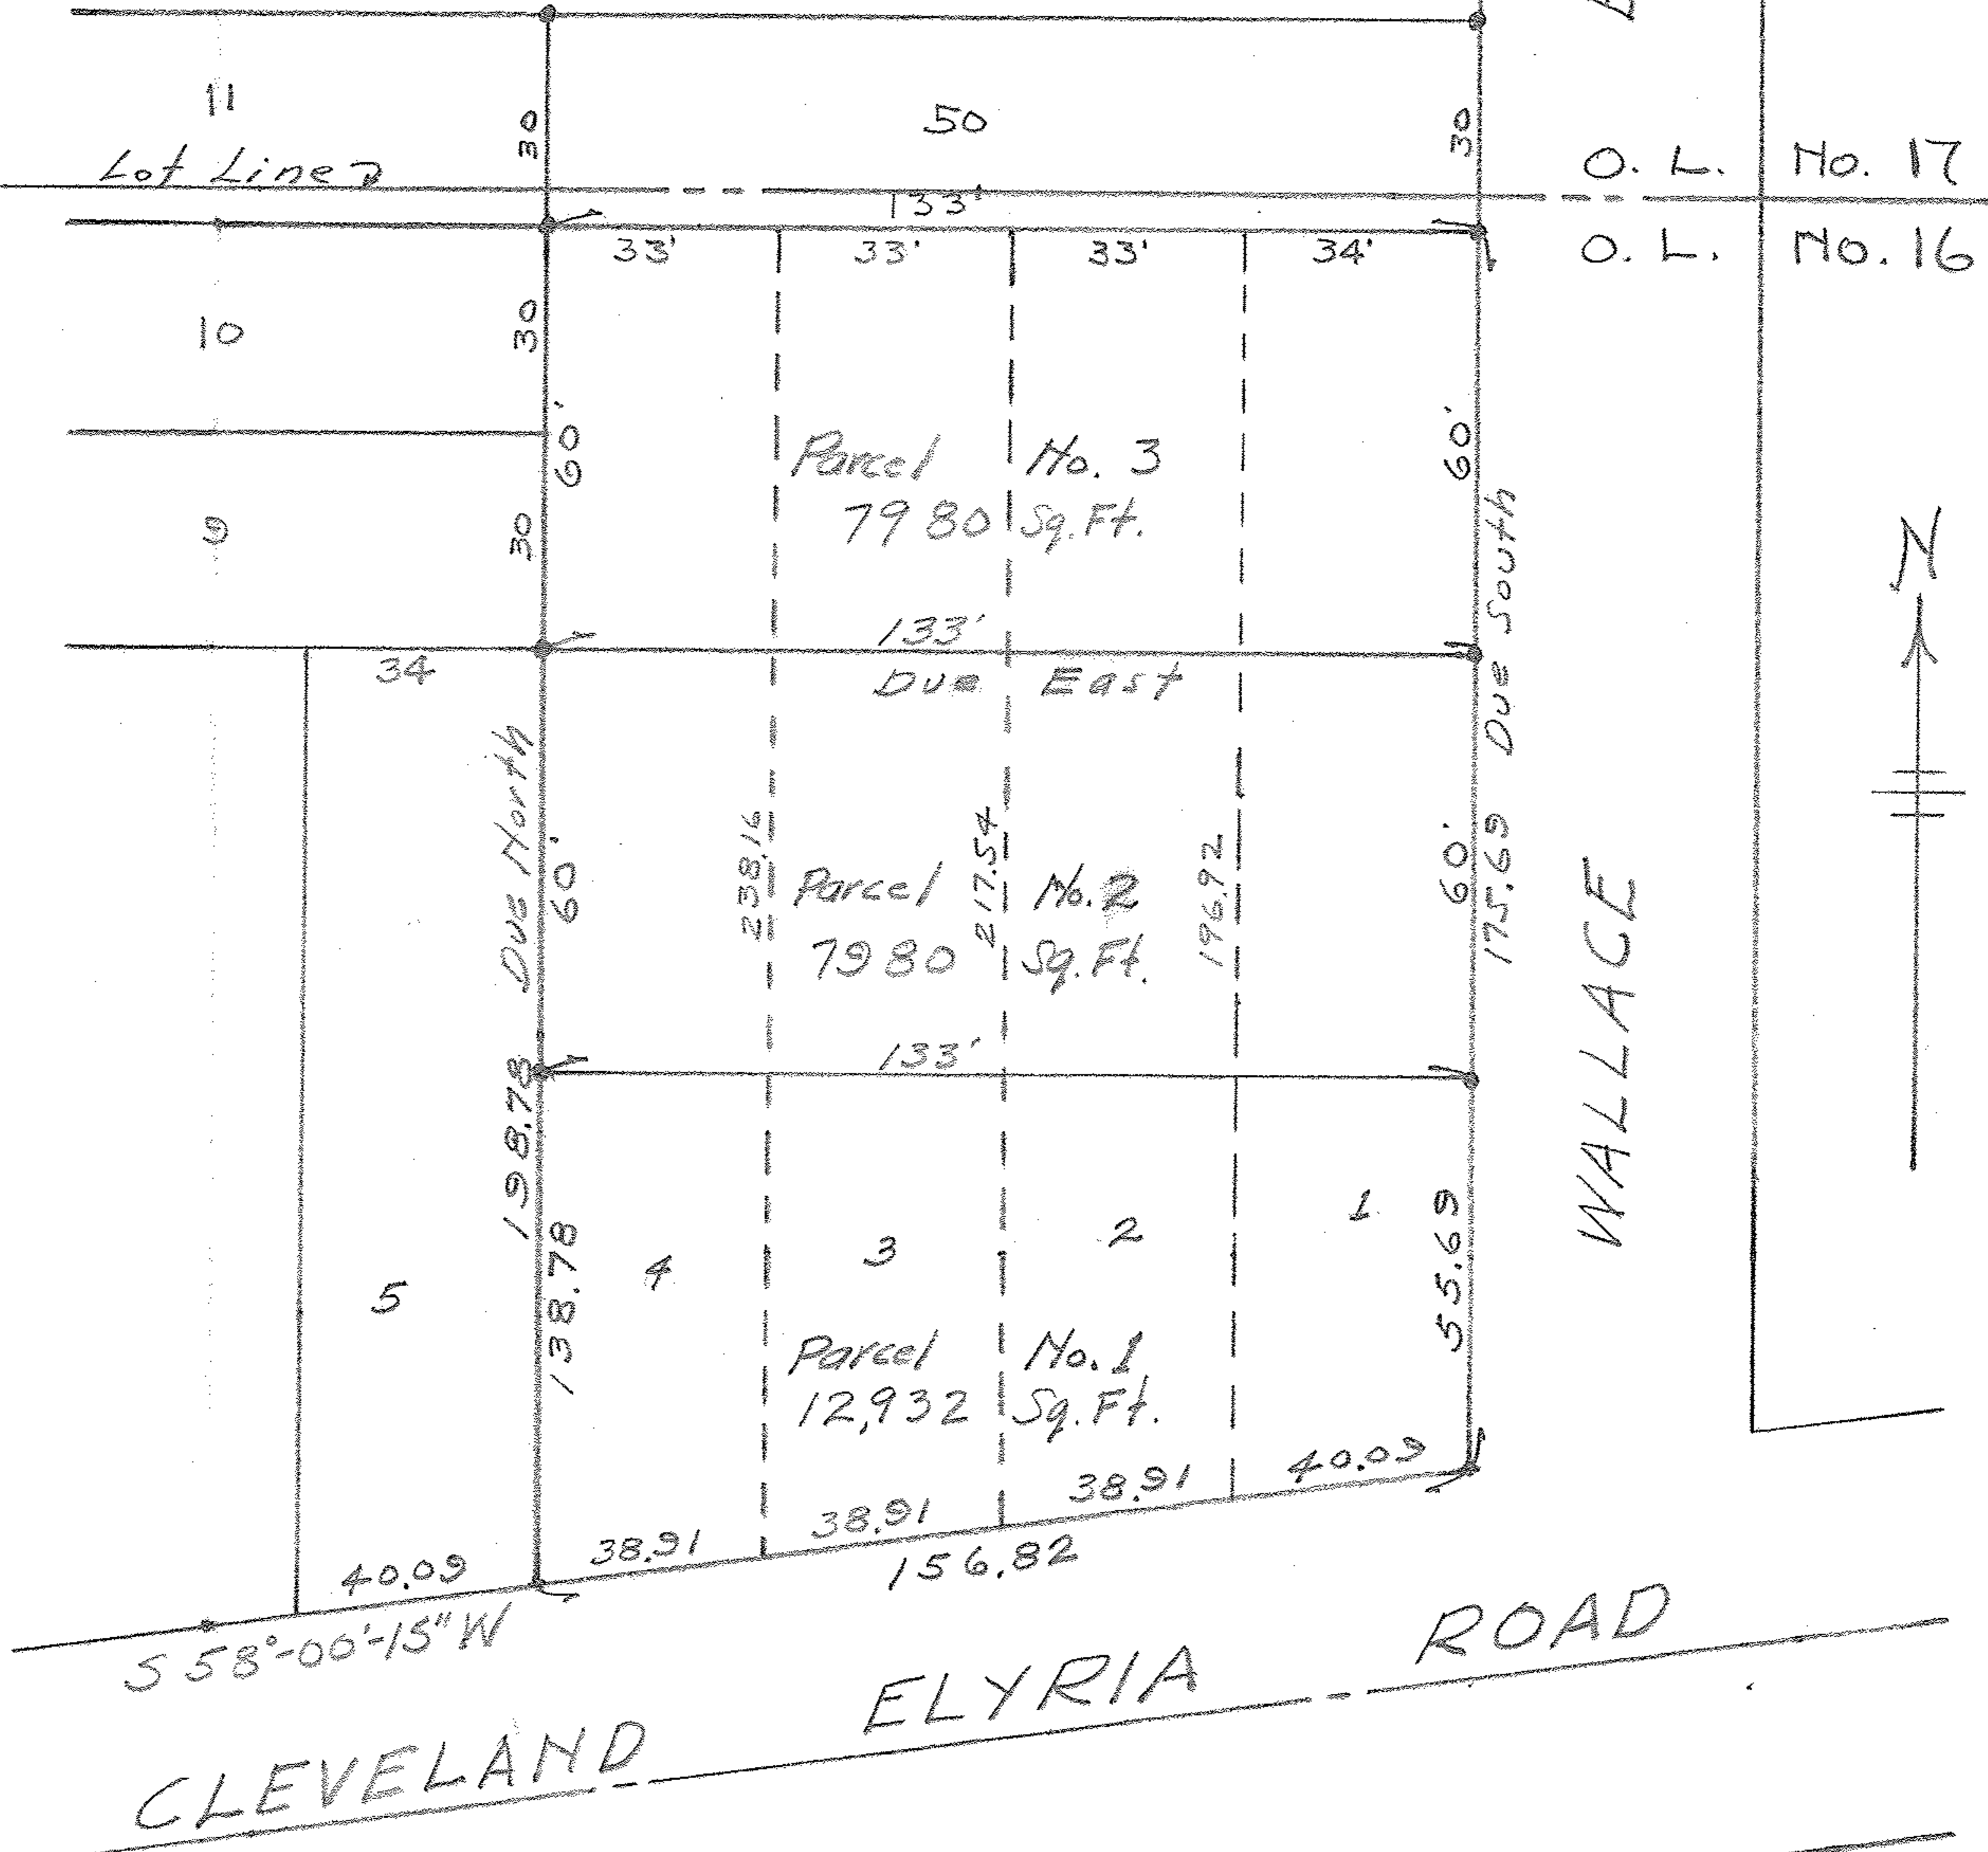 11
30
50
30
Lot Line
O. L. No. 17
133'
33' 33' 33' 34'
O. L. No. 16
10
30
60'
60'
Parcel No. 3
7980 Sq. Ft.
9
30
N
133'
34
Due East
Due North
198.78
175.69 Due South
60'
238.16
217.54
196.92
60'
Parcel No. 2
7980 Sq. Ft.
133'
WALLACE
138.78
55.69
5
4
3
2
1
Parcel No. 1
12,932 Sq. Ft.
40.09
38.91
38.91
38.91
40.09
156.82
S 58°-00'-15" W
CLEVELAND ELYRIA ROAD